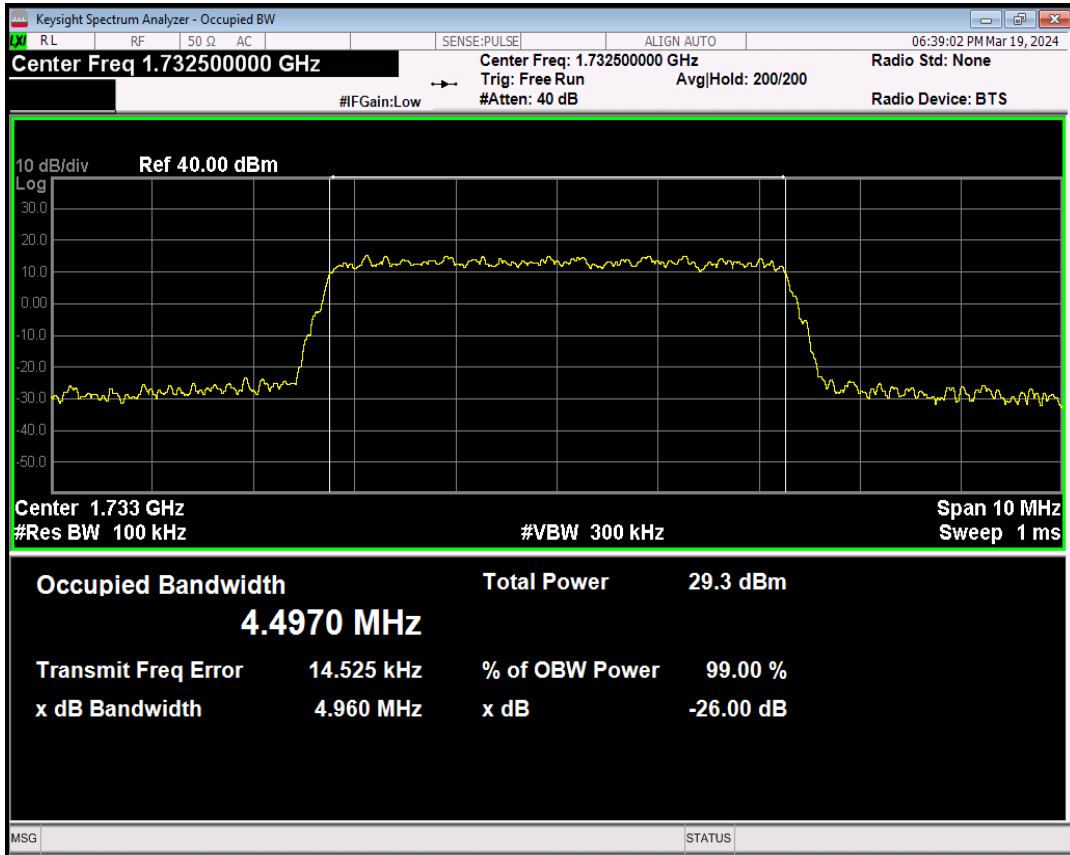 Keysight Spectrum Analyzer - Occupied BW
LXI RL RF 50 Ω AC SENSE:PULSE ALIGN AUTO 06:39:02 PM Mar 19, 2024
Center Freq 1.732500000 GHz Center Freq: 1.732500000 GHz Radio Std: None
Trig: Free Run Avg|Hold: 200/200
#IFGain:Low #Atten: 40 dB Radio Device: BTS
10 dB/div Ref 40.00 dBm
Log
30.0
20.0
10.0
0.00
-10.0
-20.0
-30.0
-40.0
-50.0
Center 1.733 GHz Span 10 MHz
#Res BW 100 kHz #VBW 300 kHz Sweep 1 ms
Occupied Bandwidth Total Power 29.3 dBm
4.4970 MHz
Transmit Freq Error 14.525 kHz % of OBW Power 99.00 %
x dB Bandwidth 4.960 MHz x dB -26.00 dB
MSG STATUS